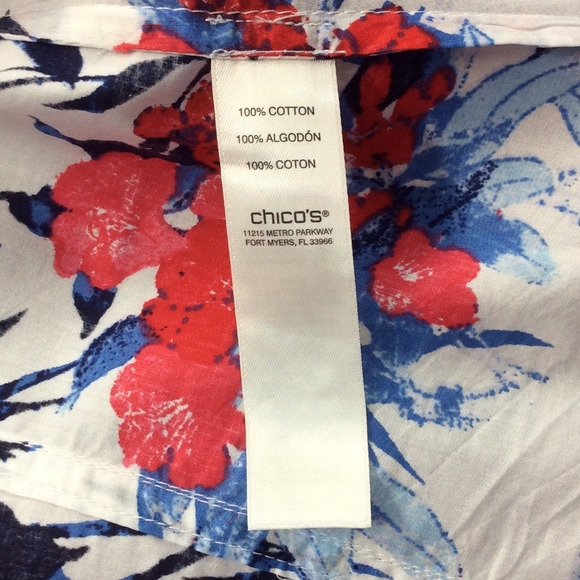 100% COTTON
100% ALGODÓN
100% COTON
chico's®
11215 METRO PARKWAY
FORT MYERS, FL 33966